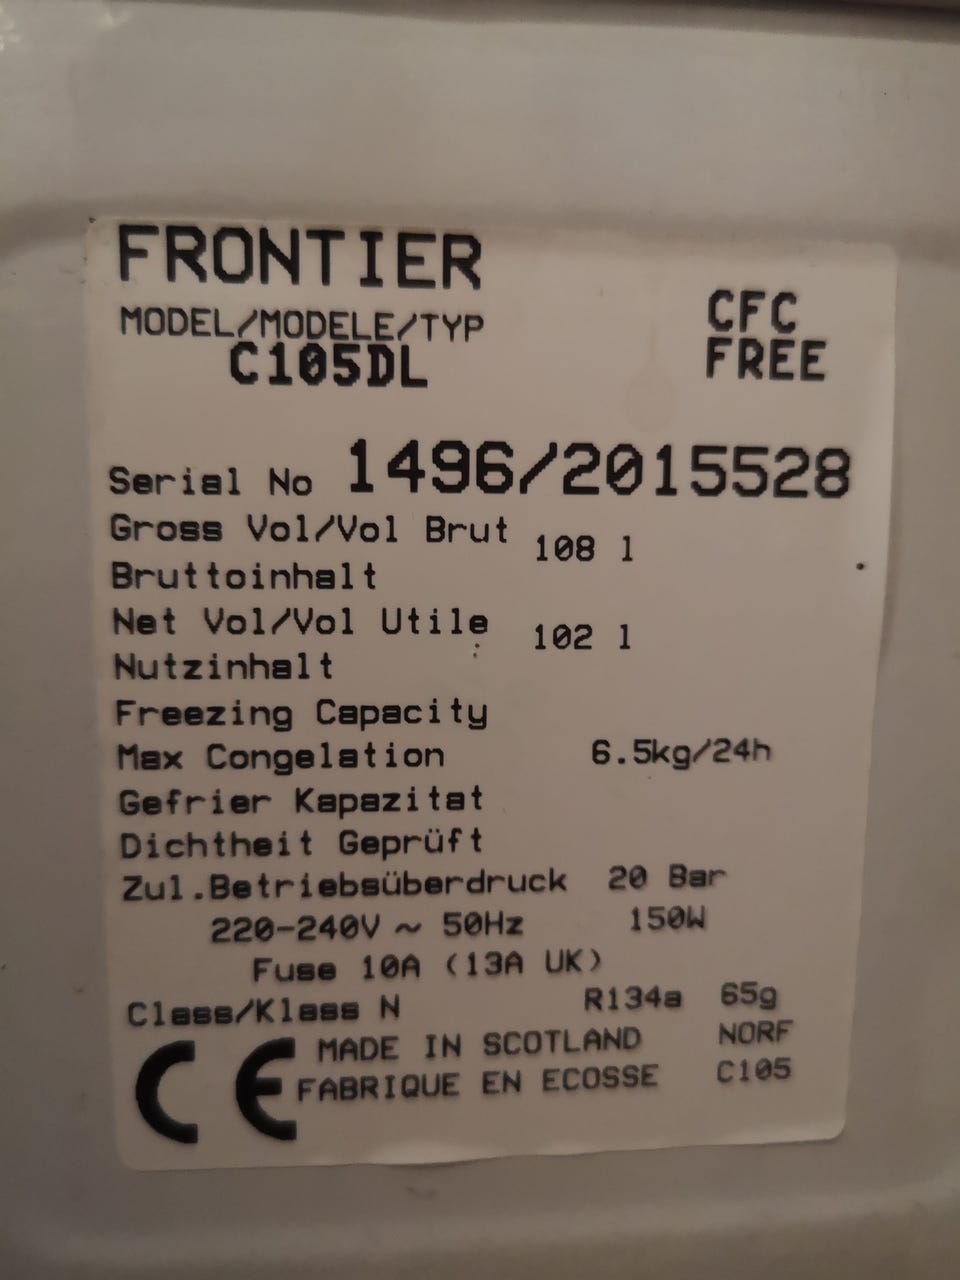 FRONTIER
MODEL/MODELE/TYP
C105DL
CFC
FREE
Serial No 1496/2015528
Gross Vol/Vol Brut 108 l
Bruttoinhalt
Net Vol/Vol Utile 102 l
Nutzinhalt
Freezing Capacity
Max Congelation 6.5kg/24h
Gefrier Kapazitat
Dichtheit Geprüft
Zul.Betriebsüberdruck 20 Bar
220-240V ~ 50Hz 150W
Fuse 10A (13A UK)
Class/Klass N R134a 65g
CE MADE IN SCOTLAND NORF
FABRIQUE EN ECOSSE C105